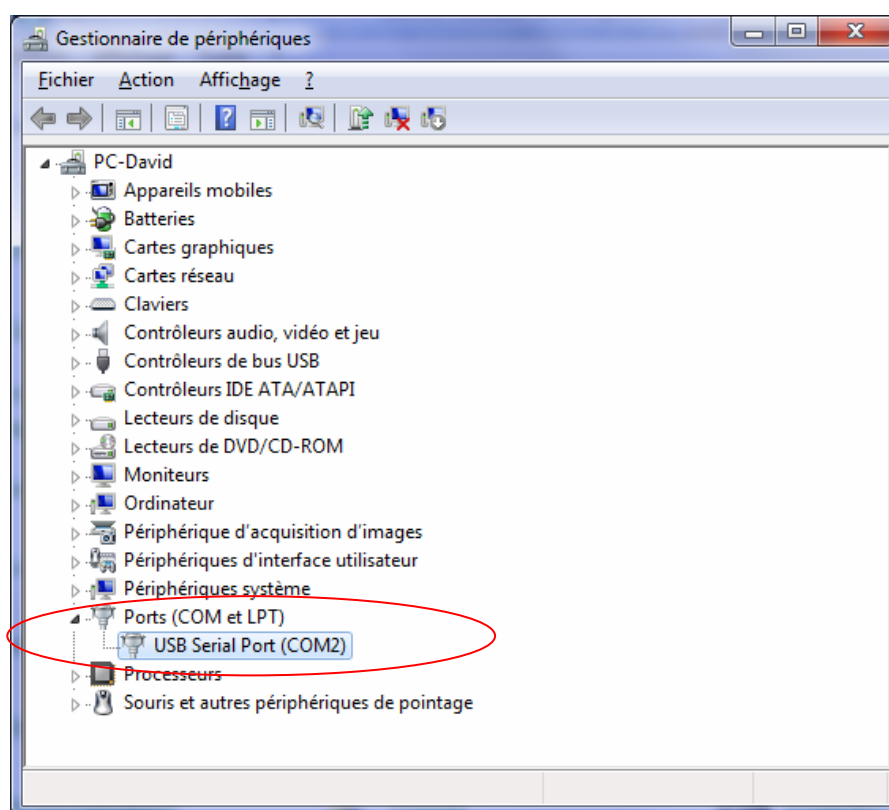 Gestionnaire de périphériques
Fichier Action Affichage ?
PC-David
Appareils mobiles
Batteries
Cartes graphiques
Cartes réseau
Claviers
Contrôleurs audio, vidéo et jeu
Contrôleurs de bus USB
Contrôleurs IDE ATA/ATAPI
Lecteurs de disque
Lecteurs de DVD/CD-ROM
Moniteurs
Ordinateur
Périphérique d'acquisition d'images
Périphériques d'interface utilisateur
Périphériques système
Ports (COM et LPT)
USB Serial Port (COM2)
Processeurs
Souris et autres périphériques de pointage